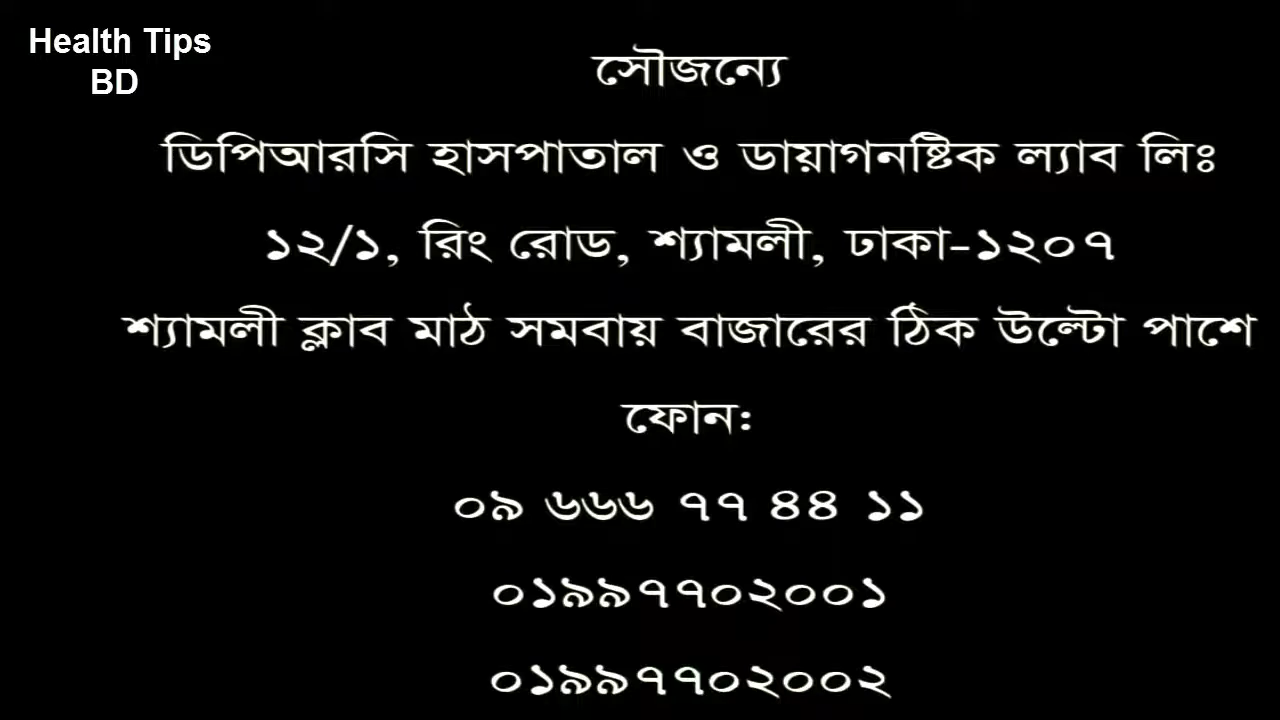 Health Tips
BD
সৌজন্যে
ডিপিআরসি হাসপাতাল ও ডায়াগনষ্টিক ল্যাব লিঃ
১২/১, রিং রোড, শ্যামলী, ঢাকা-১২০৭
শ্যামলী ক্লাব মাঠ সমবায় বাজারের ঠিক উল্টো পাশে
ফোন:
০৯ ৬৬৬ ৭৭ ৪৪ ১১
০১৯৯৭৭০২০০১
০১৯৯৭৭০২০০২